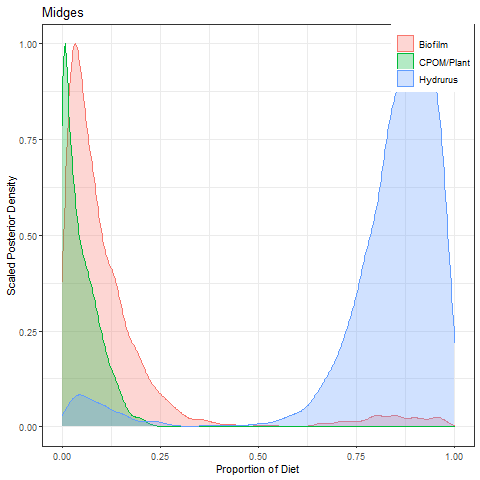 Midges
Biofilm
CPOM/Plant
Hydrurus
Scaled Posterior Density
1.00
0.75
0.50
0.25
0.00
0.00 0.25 0.50 0.75 1.00
Proportion of Diet